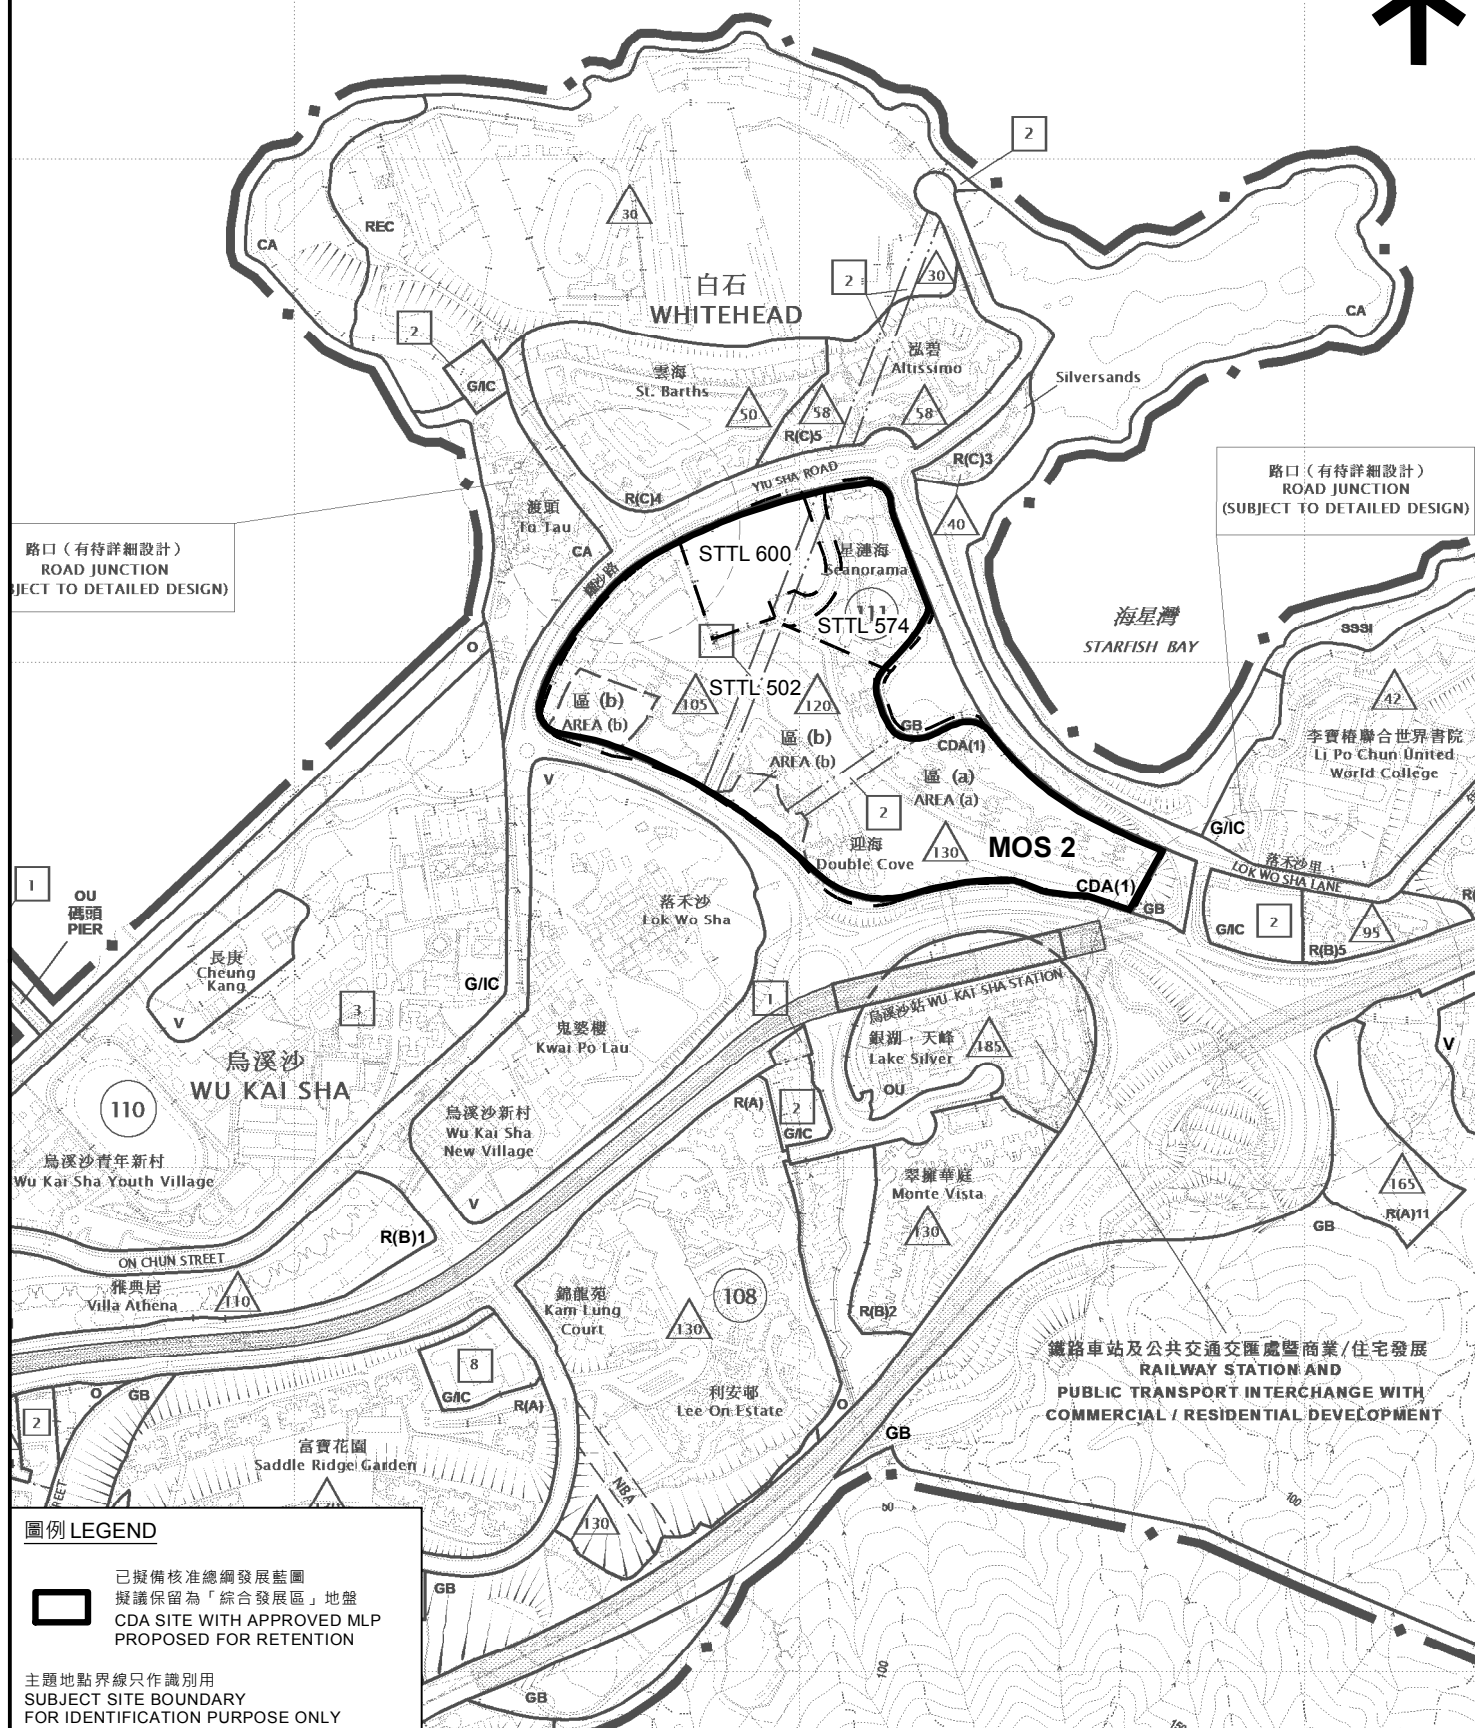 2
30
CA
REC
白石
WHITEHEAD
2
30
CA
2
G/IC
雲海
St. Barths
50
58
R(C)5
泓碧
Altissimo
58
Silversands
R(C)3
路口（有待詳細設計）
ROAD JUNCTION
(SUBJECT TO DETAILED DESIGN)
YIU SHA ROAD
R(C)4
渡頭
To Tau
CA
40
路口（有待詳細設計）
ROAD JUNCTION
JECT TO DETAILED DESIGN)
STTL 600
星漣海
Seanorama
111
STTL 574
海星灣
STARFISH BAY
SSSI
O
STTL 502
區 (b)
AREA (b)
105
120
區 (b)
AREA (b)
GB
CDA(1)
區 (a)
AREA (a)
42
李寶椿聯合世界書院
Li Po Chun United
World College
V
2
迎海
Double Cove
130
MOS 2
CDA(1)
G/IC
落禾沙里
LOK WO SHA LANE
GB
G/IC
2
R(B)5
95
1
OU
碼頭
PIER
長庚
Cheung
Kang
V
3
G/IC
落禾沙
Lok Wo Sha
烏溪沙站 WU KAI SHA STATION
1
鬼婆樓
Kwai Po Lau
銀湖．天峰
Lake Silver
185
OU
V
烏溪沙
WU KAI SHA
110
烏溪沙新村
Wu Kai Sha
New Village
R(A)
2
G/IC
烏溪沙青年新村
Wu Kai Sha Youth Village
翠擁華庭
Monte Vista
130
165
R(A)11
GB
V
R(B)1
ON CHUN STREET
雅典居
Villa Athena
110
錦龍苑
Kam Lung
Court
108
130
R(B)2
鐵路車站及公共交通交匯處暨商業/住宅發展
RAILWAY STATION AND
PUBLIC TRANSPORT INTERCHANGE WITH
COMMERCIAL / RESIDENTIAL DEVELOPMENT
8
G/IC
R(A)
O
GB
2
利安邨
Lee On Estate
O
GB
富寶花園
Saddle Ridge Garden
NBA
130
100
圖例 LEGEND
已擬備核准總綱發展藍圖
擬議保留為「綜合發展區」地盤
CDA SITE WITH APPROVED MLP
PROPOSED FOR RETENTION
主題地點界線只作識別用
SUBJECT SITE BOUNDARY
FOR IDENTIFICATION PURPOSE ONLY
GB
GB
100